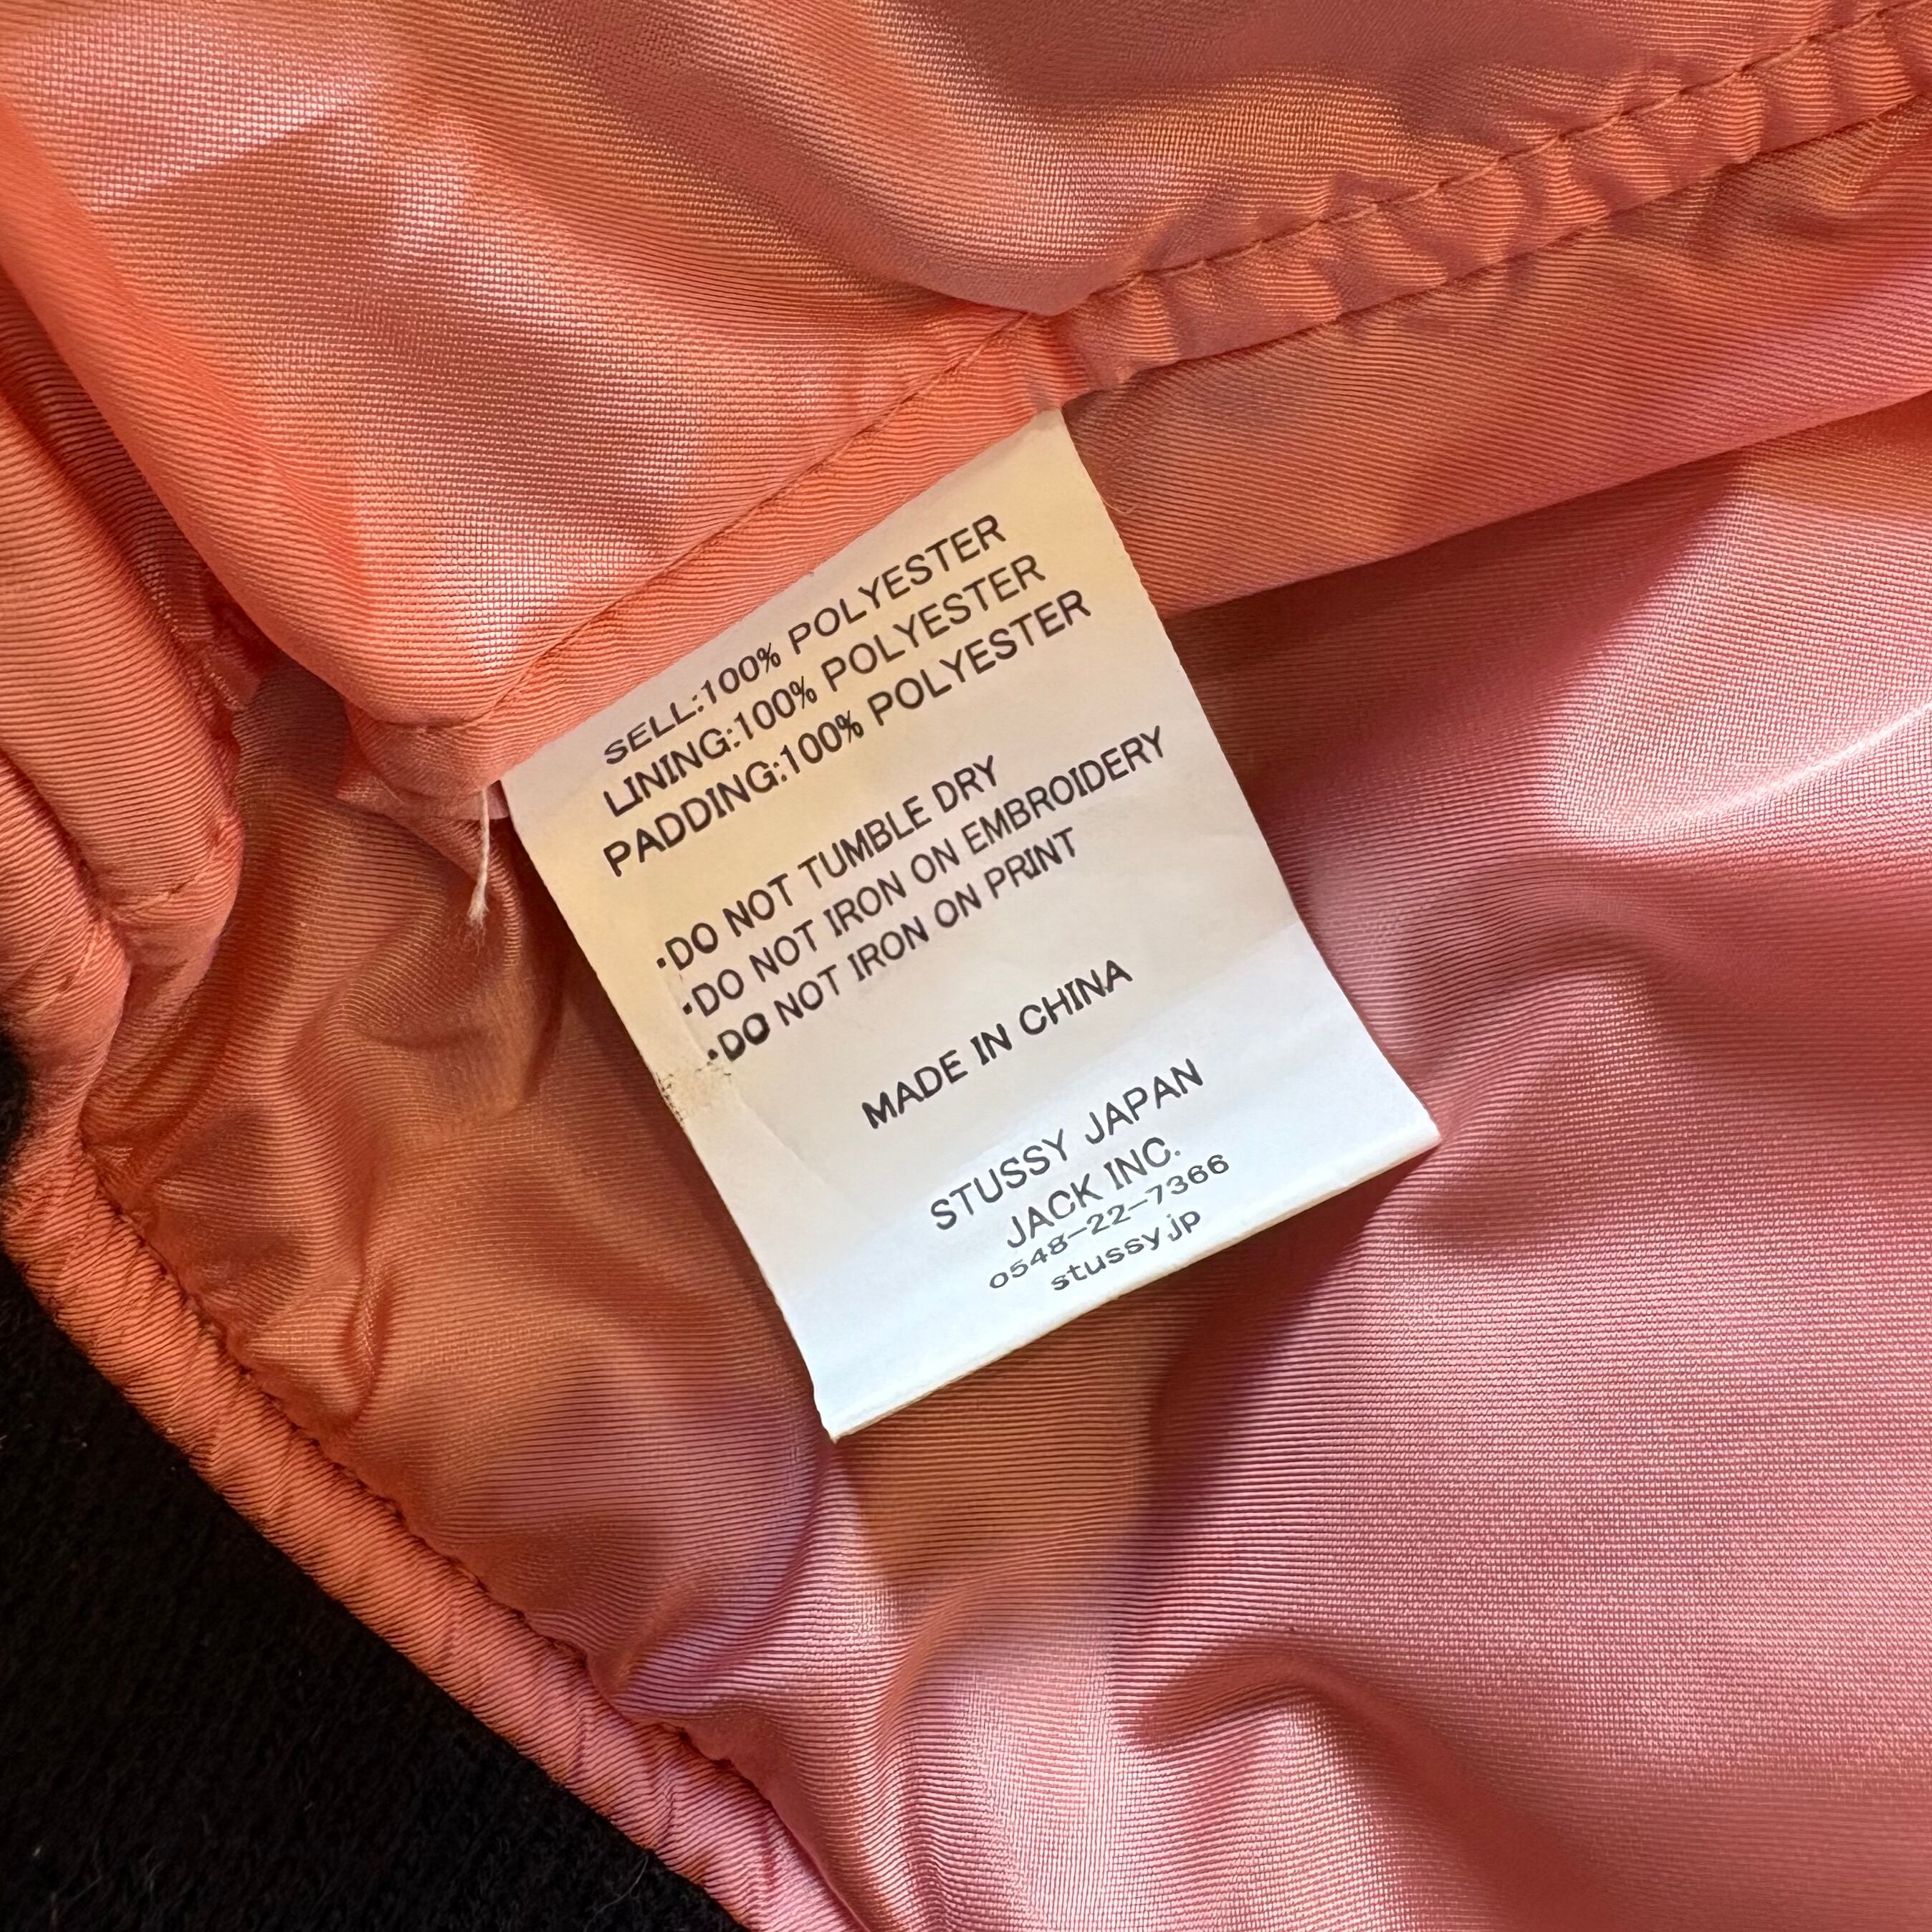 SELL:100% POLYESTER
LINING:100% POLYESTER
PADDING:100% POLYESTER
·DO NOT TUMBLE DRY
·DO NOT IRON ON EMBROIDERY
·DO NOT IRON ON PRINT
MADE IN CHINA
STUSSY JAPAN
JACK INC.
0548-22-7366
stussy.jp